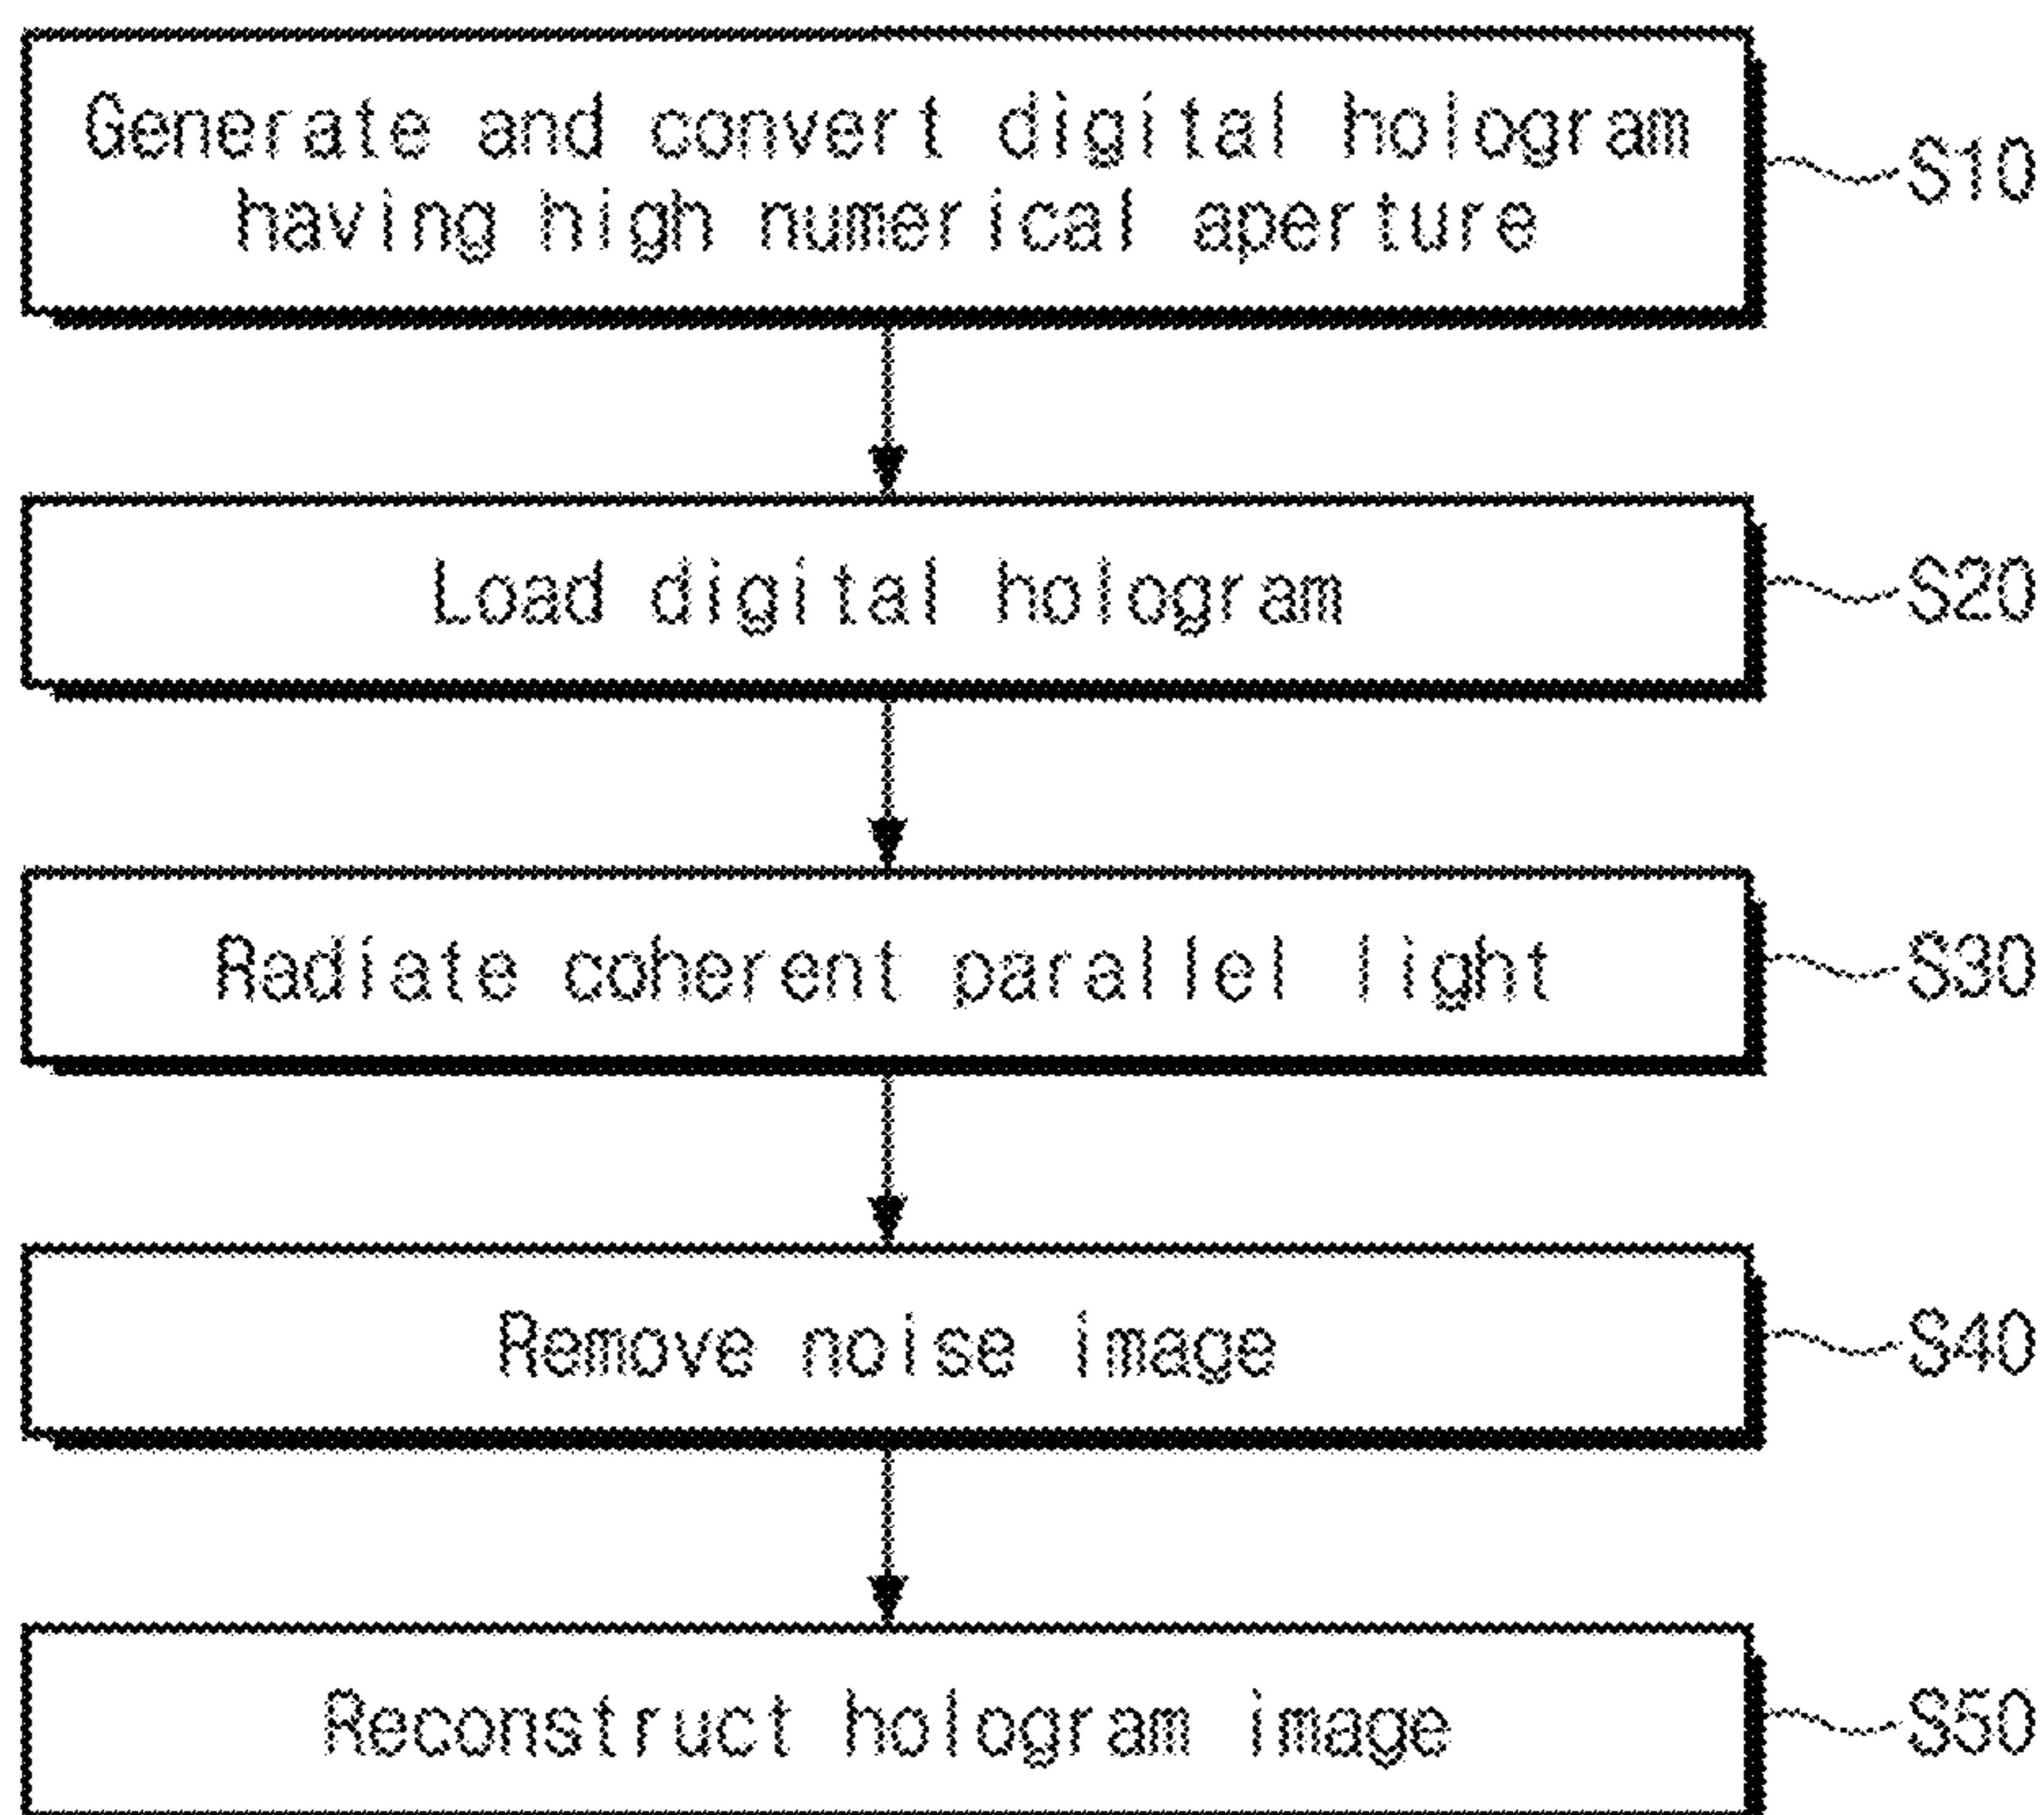 Generate and convert digital hologram
having high numerical aperture
S10
Load digital hologram
S20
Radiate coherent parallel light
S30
Remove noise image
S40
Reconstruct hologram image
S50